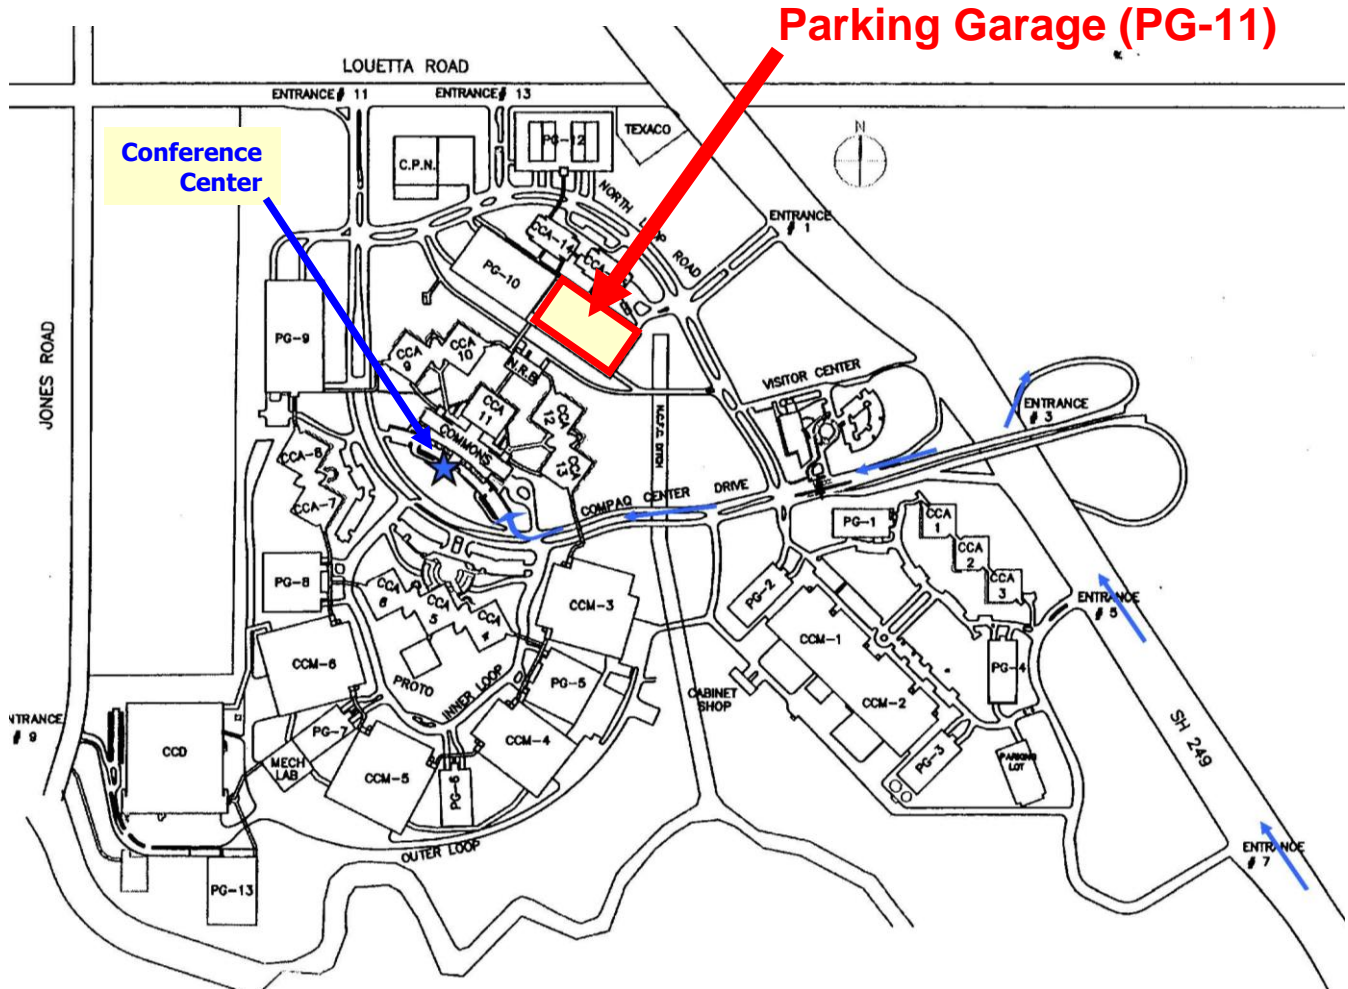 Parking Garage (PG-11)
LOUETTA ROAD
ENTRANCE # 11
ENTRANCE # 13
Conference
Center
C.P.N.
PG-12
TEXACO
N
NORTH LOOP ROAD
ENTRANCE
# 1
CCA-14
CCA-
PG-10
PG-9
JONES ROAD
CCA
9
CCA
10
N.R.B.
CCA
11
CCA
12
CCA
13
COMMONS
VISITOR CENTER
ENTRANCE
# 3
H.C.F.C. DITCH
COMPAQ CENTER DRIVE
CCA-8
CCA-7
PG-8
PG-1
CCA
1
CCA
2
CCA
3
ENTRANCE
# 5
PG-2
CCA
6
CCA
5
CCA
4
CCM-3
CCM-1
CCM-6
PROTO
INNER LOOP
PG-5
PG-4
CABINET
SHOP
CCM-2
SH 249
NTRANCE
# 9
CCD
PG-7
MECH
LAB
CCM-5
CCM-4
PG-6
PG-3
PARKING
LOT
OUTER LOOP
ENTRANCE
# 7
PG-13